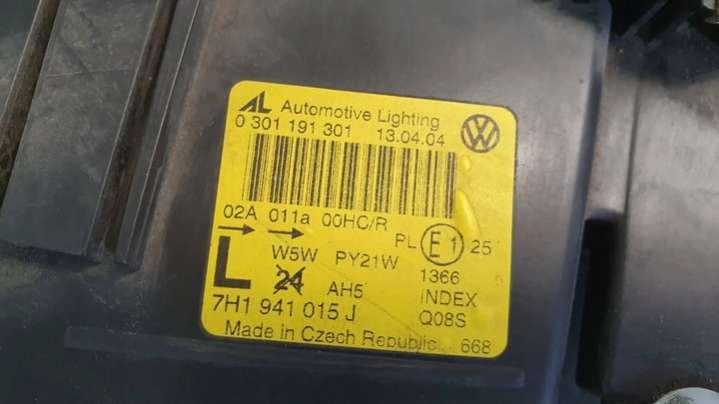 AL Automotive Lighting
0 301 191 301 13.04.04
02A 011a 00HC/R
PL E1 25
W5W PY21W 1366
L 24 AH5 INDEX
7H1 941 015 J Q08S
Made in Czech Republic 668